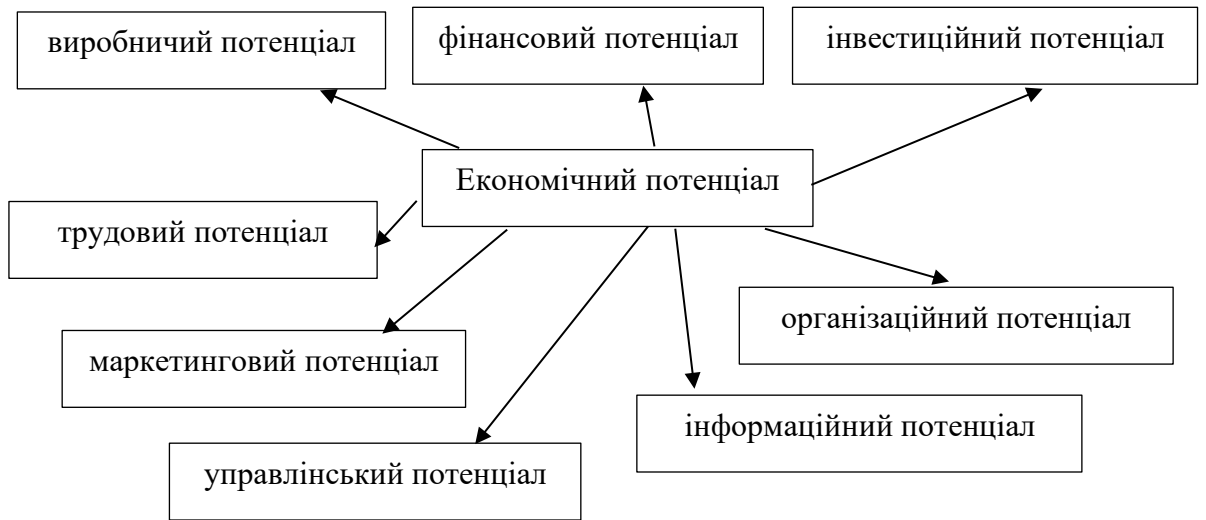 виробничий потенціал
фінансовий потенціал
інвестиційний потенціал
Економічний потенціал
трудовий потенціал
організаційний потенціал
маркетинговий потенціал
інформаційний потенціал
управлінський потенціал